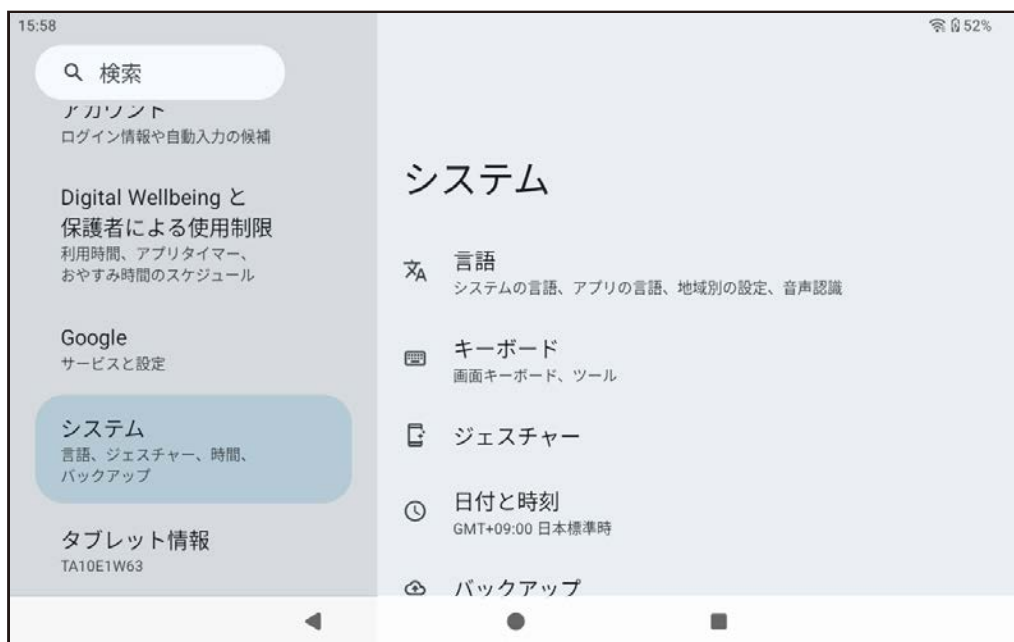 15:58
52%
検索
アカウント
ログイン情報や自動入力の候補
Digital Wellbeing と
保護者による使用制限
利用時間、アプリタイマー、
おやすみ時間のスケジュール
Google
サービスと設定
システム
言語、ジェスチャー、時間、
バックアップ
タブレット情報
TA10E1W63
システム
言語
システムの言語、アプリの言語、地域別の設定、音声認識
キーボード
画面キーボード、ツール
ジェスチャー
日付と時刻
GMT+09:00 日本標準時
バックアップ